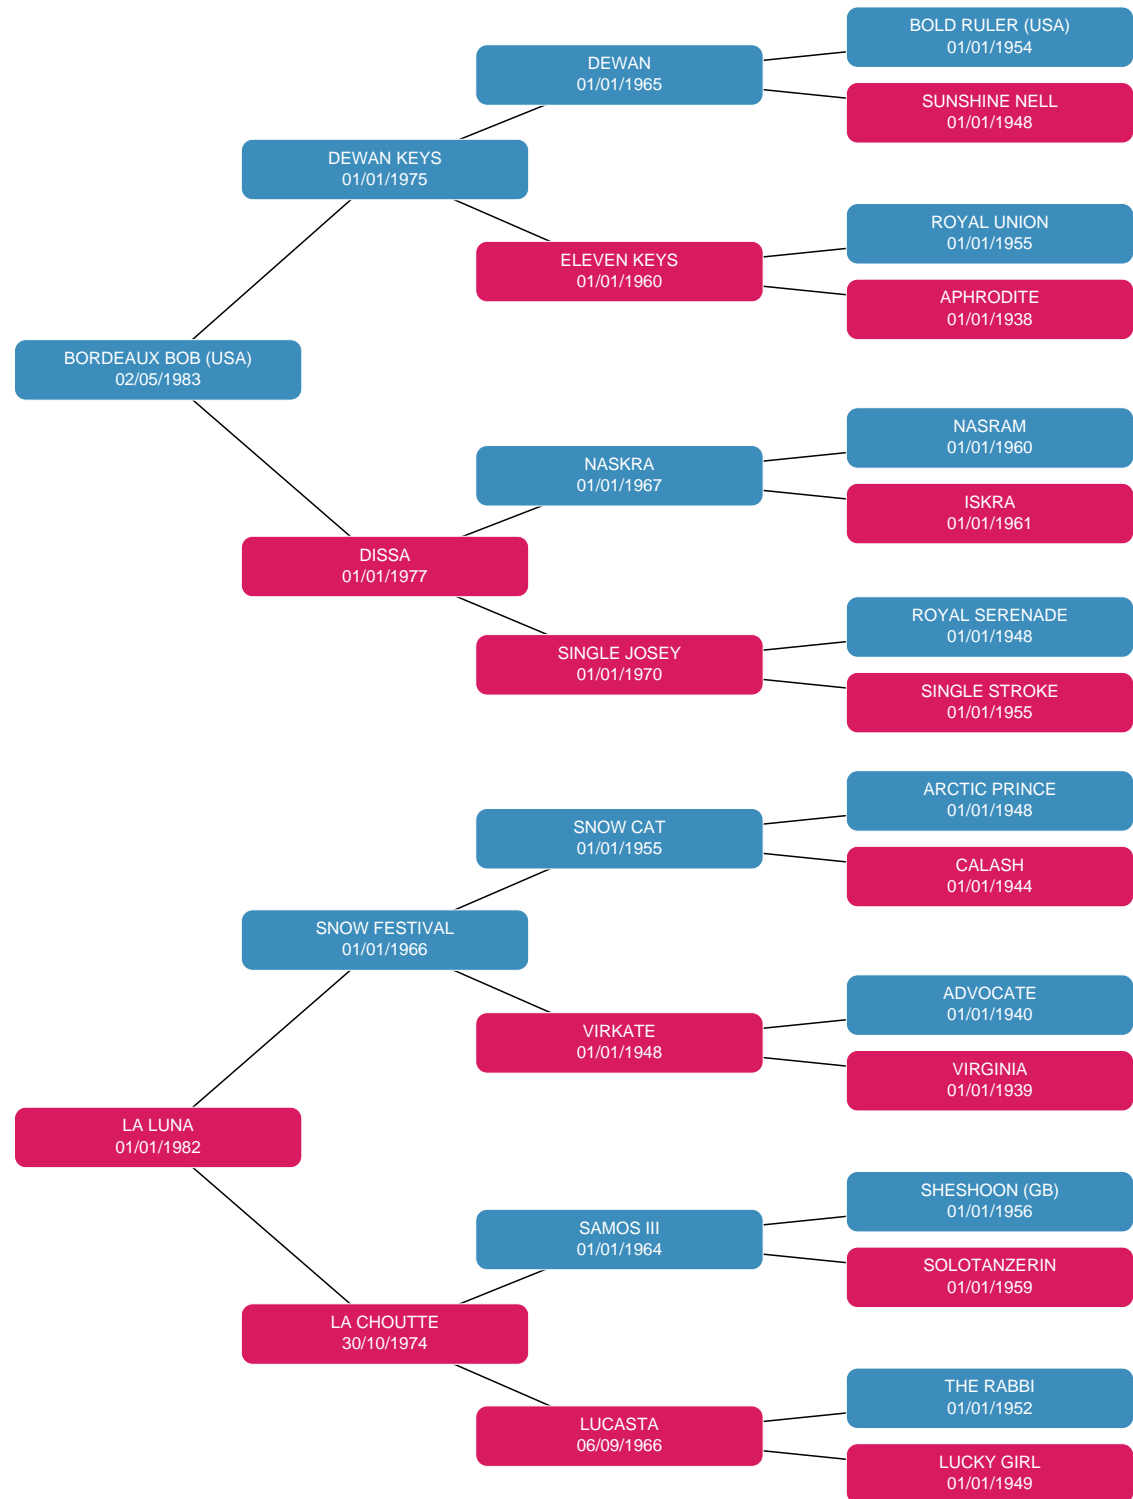 BOLD RULER (USA)
01/01/1954
DEWAN
01/01/1965
SUNSHINE NELL
01/01/1948
DEWAN KEYS
01/01/1975
ROYAL UNION
01/01/1955
ELEVEN KEYS
01/01/1960
APHRODITE
01/01/1938
BORDEAUX BOB (USA)
02/05/1983
NASRAM
01/01/1960
NASKRA
01/01/1967
ISKRA
01/01/1961
DISSA
01/01/1977
ROYAL SERENADE
01/01/1948
SINGLE JOSEY
01/01/1970
SINGLE STROKE
01/01/1955
ARCTIC PRINCE
01/01/1948
SNOW CAT
01/01/1955
CALASH
01/01/1944
SNOW FESTIVAL
01/01/1966
ADVOCATE
01/01/1940
VIRKATE
01/01/1948
VIRGINIA
01/01/1939
LA LUNA
01/01/1982
SHESHOON (GB)
01/01/1956
SAMOS III
01/01/1964
SOLOTANZERIN
01/01/1959
LA CHOUTTE
30/10/1974
THE RABBI
01/01/1952
LUCASTA
06/09/1966
LUCKY GIRL
01/01/1949